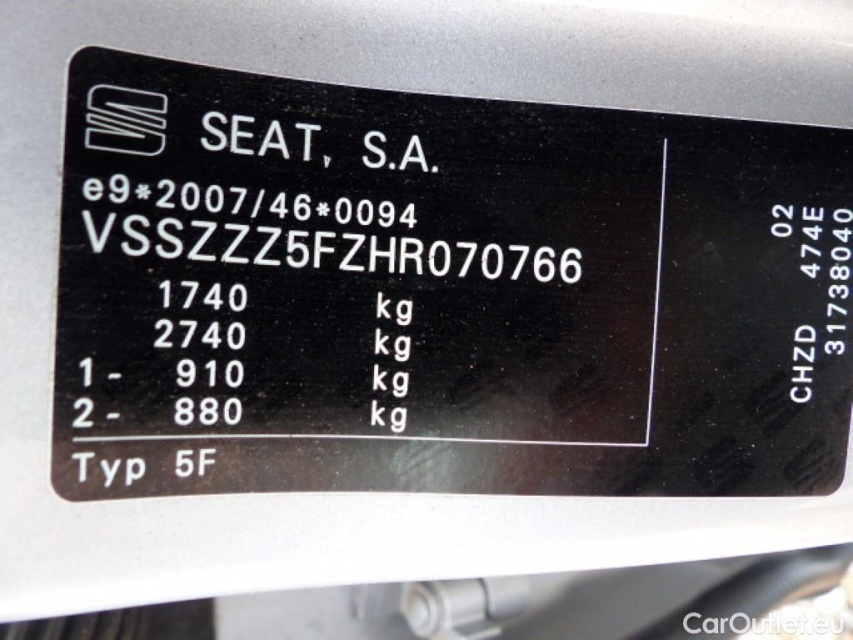 SEAT, S.A.
e9*2007/46*0094
VSSZZZ5FZHR070766
1740 kg
2740 kg
1- 910 kg
2- 880 kg
Typ 5F
CHZD 474E 02
31738040
CarOutlet.eu